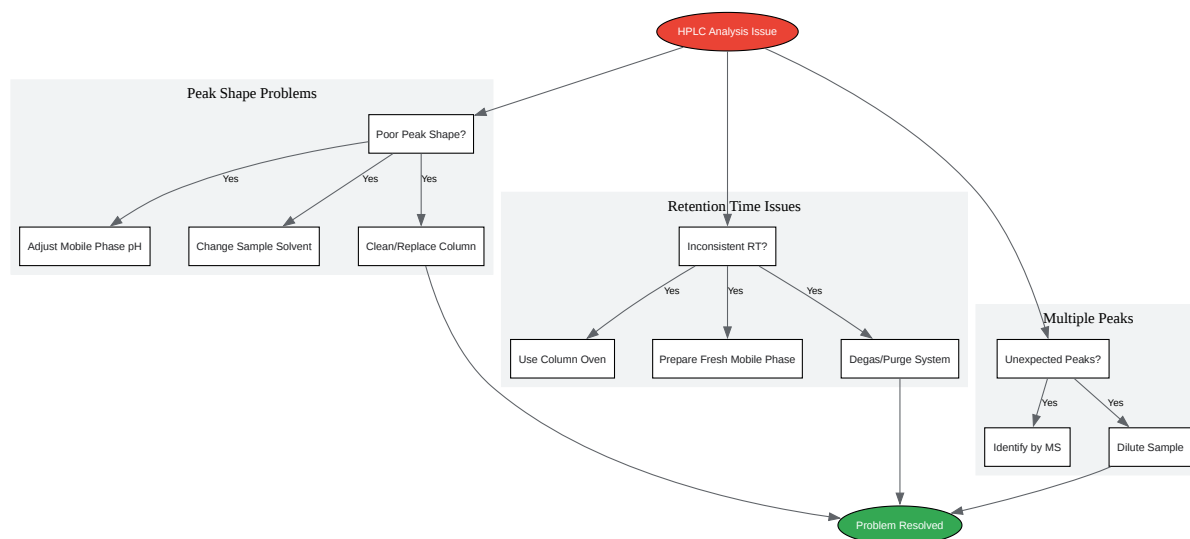 HPLC Analysis Issue
Peak Shape Problems
Poor Peak Shape?
Yes
Yes
Yes
Adjust Mobile Phase pH
Change Sample Solvent
Clean/Replace Column
Retention Time Issues
Inconsistent RT?
Yes
Yes
Yes
Use Column Oven
Prepare Fresh Mobile Phase
Degas/Purge System
Multiple Peaks
Unexpected Peaks?
Yes
Yes
Identify by MS
Dilute Sample
Problem Resolved